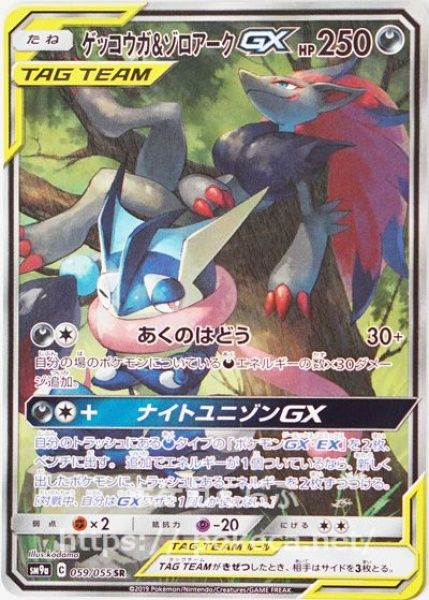 たね ゲッコウガ&ゾロアークGX HP 250
TAG TEAM
あくのはどう 30+
自分の場のポケモンについているエネルギーの数×30ダメージ追加。
+ ナイトユニゾンGX
自分のトラッシュにあるタイプの「ポケモンGX・EX」を2枚、
ベンチに出す。追加でエネルギーが1個ついているなら、新しく出
したポケモンに、トラッシュにあるエネルギーを2枚ずつつける。
[対戦中、自分はGXワザを1回しか使えない。]
弱点 ×2 抵抗力 -20 にげる
Illus.kodama
sm9a C 059/055 SR
TAG TEAM ルール
TAG TEAMがきぜつしたとき、相手はサイドを3枚とる。
©2019 Pokémon/Nintendo/Creatures/GAME FREAK.